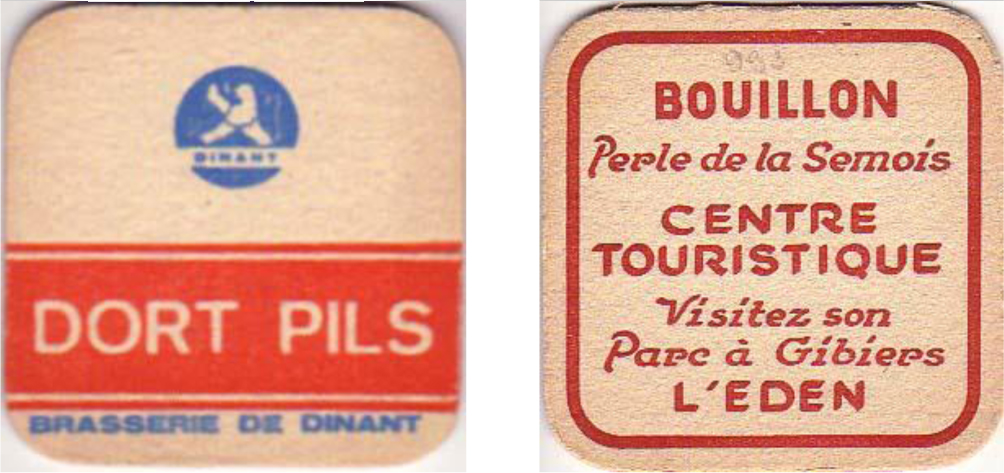 DINANT
DORT PILS
BRASSERIE DE DINANT
BOUILLON
Perle de la Semois
CENTRE
TOURISTIQUE
Visitez son
Parc à Gibiers
L'EDEN